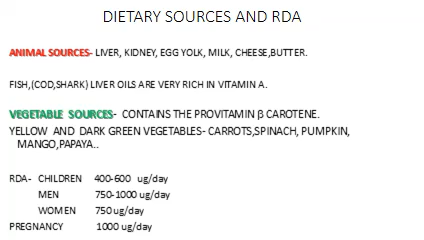 DIETARY SOURCES AND RDA
ANIMAL SOURCES- LIVER, KIDNEY, EGG YOLK, MILK, CHEESE,BUTTER.
FISH,(COD,SHARK) LIVER OILS ARE VERY RICH IN VITAMIN A.
VEGETABLE SOURCES- CONTAINS THE PROVITAMIN β CAROTENE.
YELLOW AND DARK GREEN VEGETABLES- CARROTS,SPINACH, PUMPKIN,
MANGO,PAPAYA..
RDA- CHILDREN 400-600 ug/day
MEN 750-1000 ug/day
WOMEN 750 ug/day
PREGNANCY 1000 ug/day